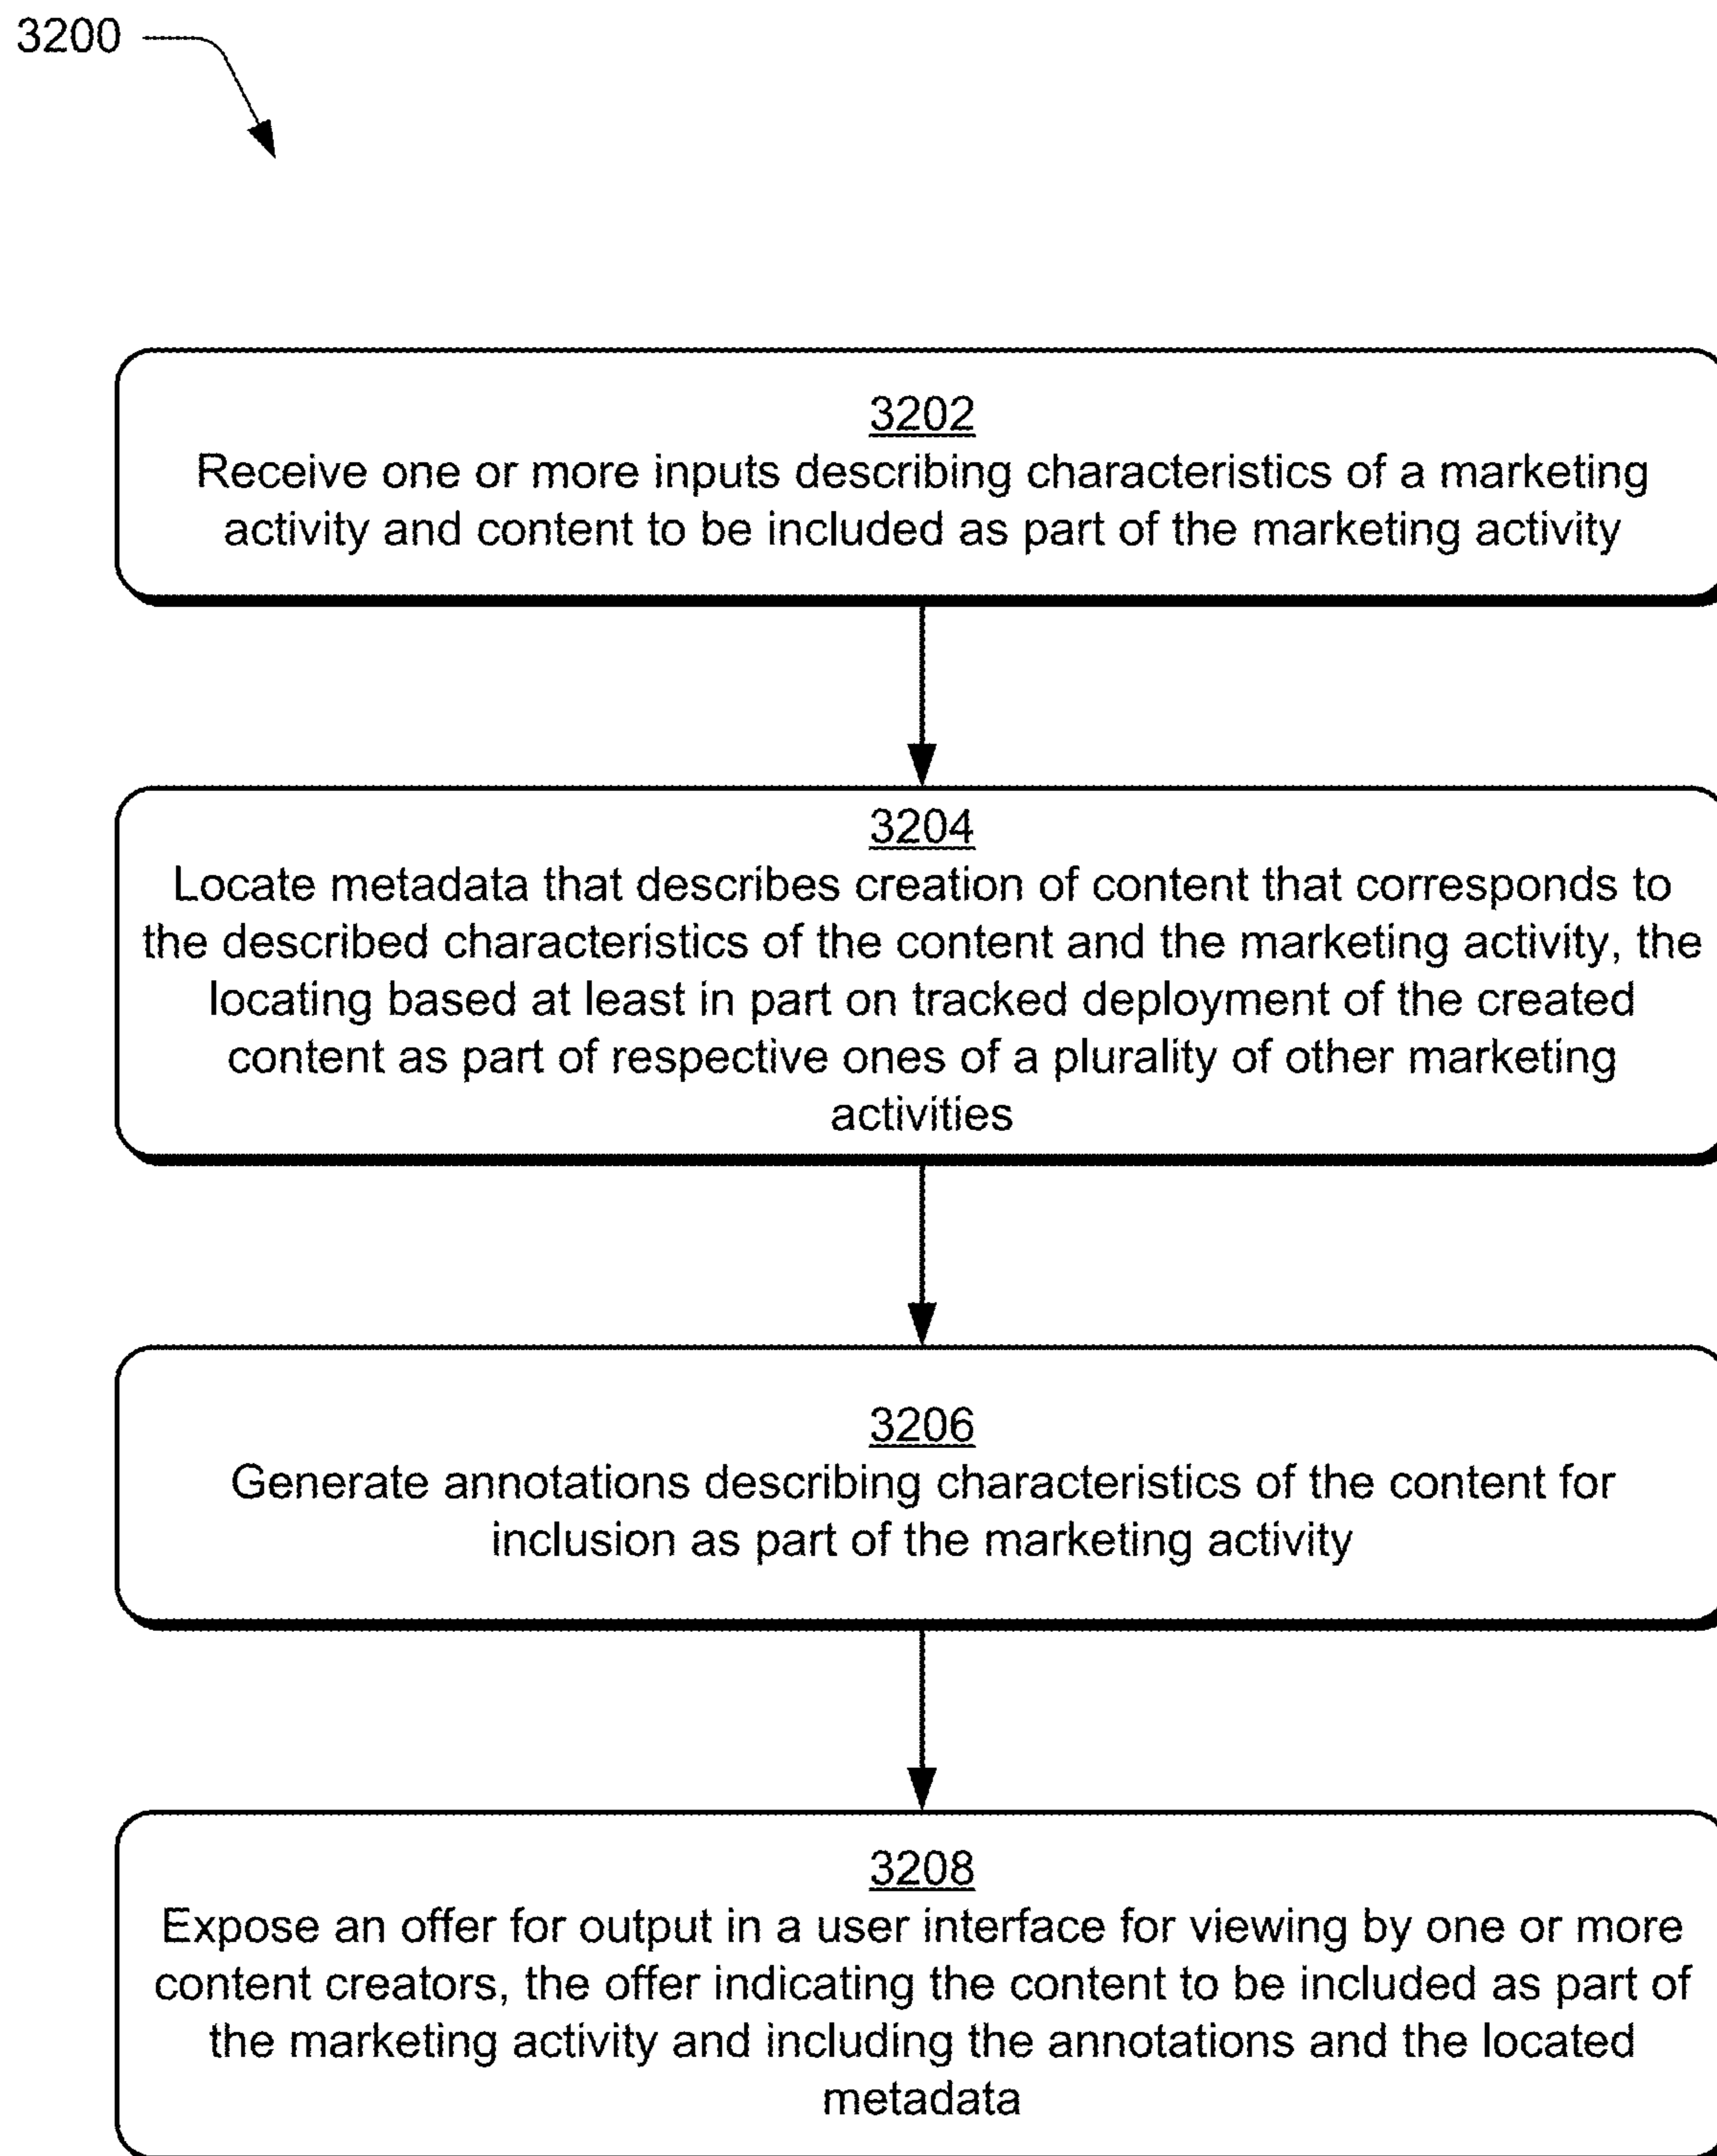 3200
3202
Receive one or more inputs describing characteristics of a marketing
activity and content to be included as part of the marketing activity
3204
Locate metadata that describes creation of content that corresponds to
the described characteristics of the content and the marketing activity, the
locating based at least in part on tracked deployment of the created
content as part of respective ones of a plurality of other marketing
activities
3206
Generate annotations describing characteristics of the content for
inclusion as part of the marketing activity
3208
Expose an offer for output in a user interface for viewing by one or more
content creators, the offer indicating the content to be included as part of
the marketing activity and including the annotations and the located
metadata